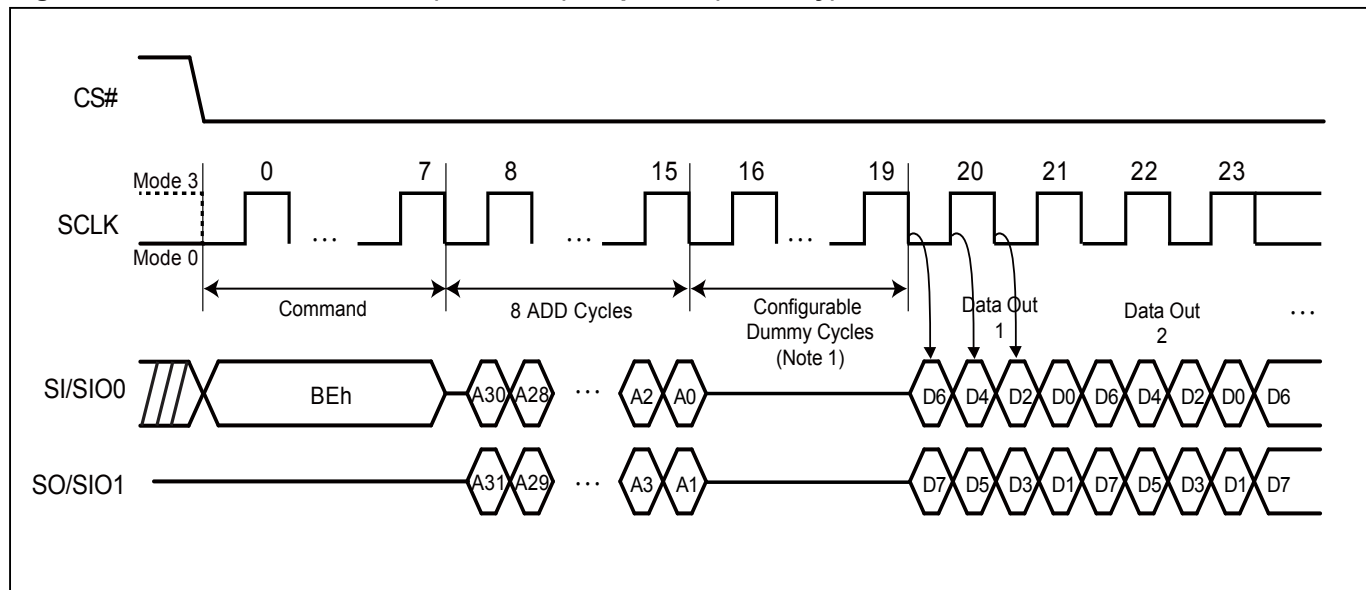 CS#
0 7 8 15 16 19 20 21 22 23
Mode 3
SCLK
... ... ...
Mode 0
Command
8 ADD Cycles
Configurable
Dummy Cycles
(Note 1)
Data Out
1
Data Out
2
...
SI/SIO0
BEh
A30 A28 ... A2 A0
D6 D4 D2 D0 D6 D4 D2 D0 D6
SO/SIO1
A31 A29 ... A3 A1
D7 D5 D3 D1 D7 D5 D3 D1 D7